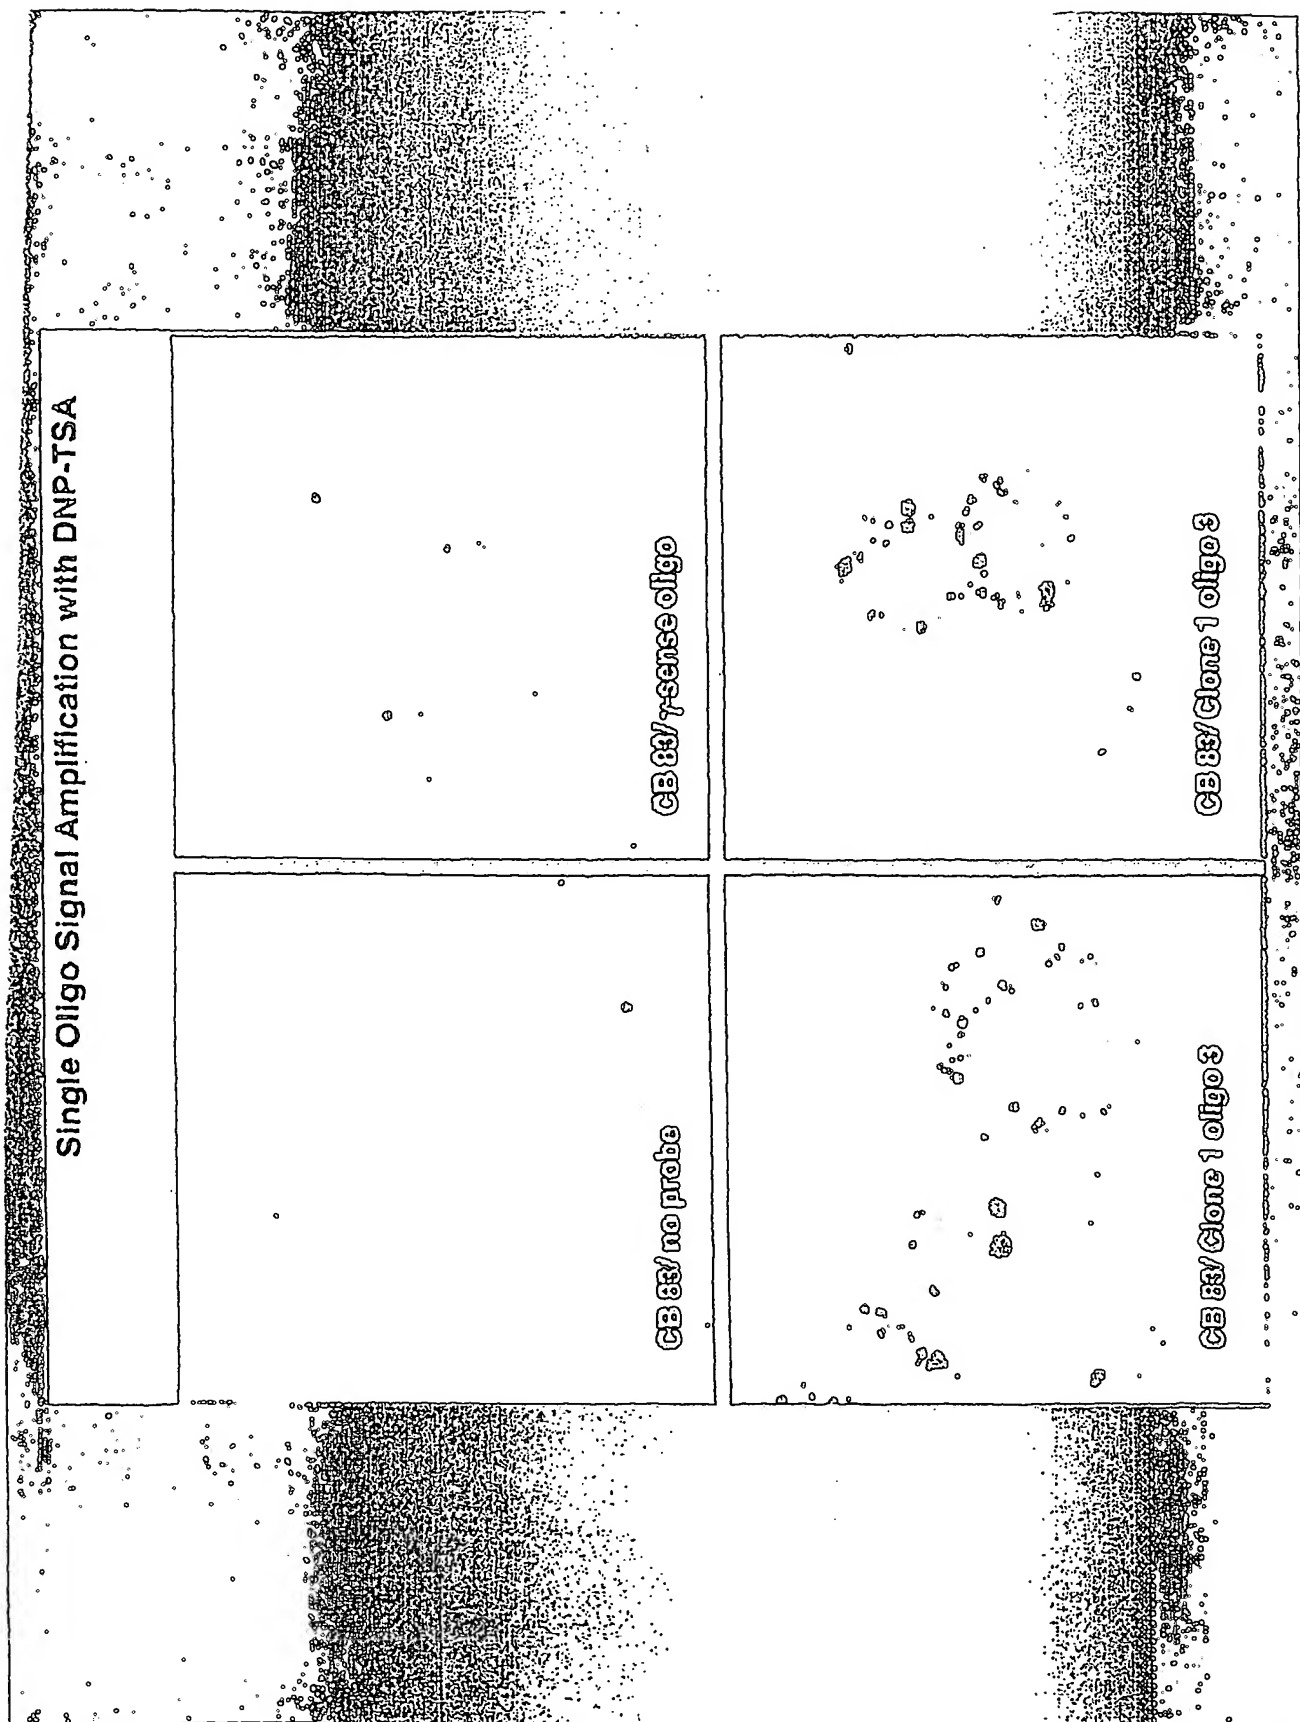 Single Oligo Signal Amplification with DNP-TSA
CB 83/ no probe
CB 83/ γ-sense oligo
CB 83/ Clone 1 oligo 3
CB 83/ Clone 1 oligo 3